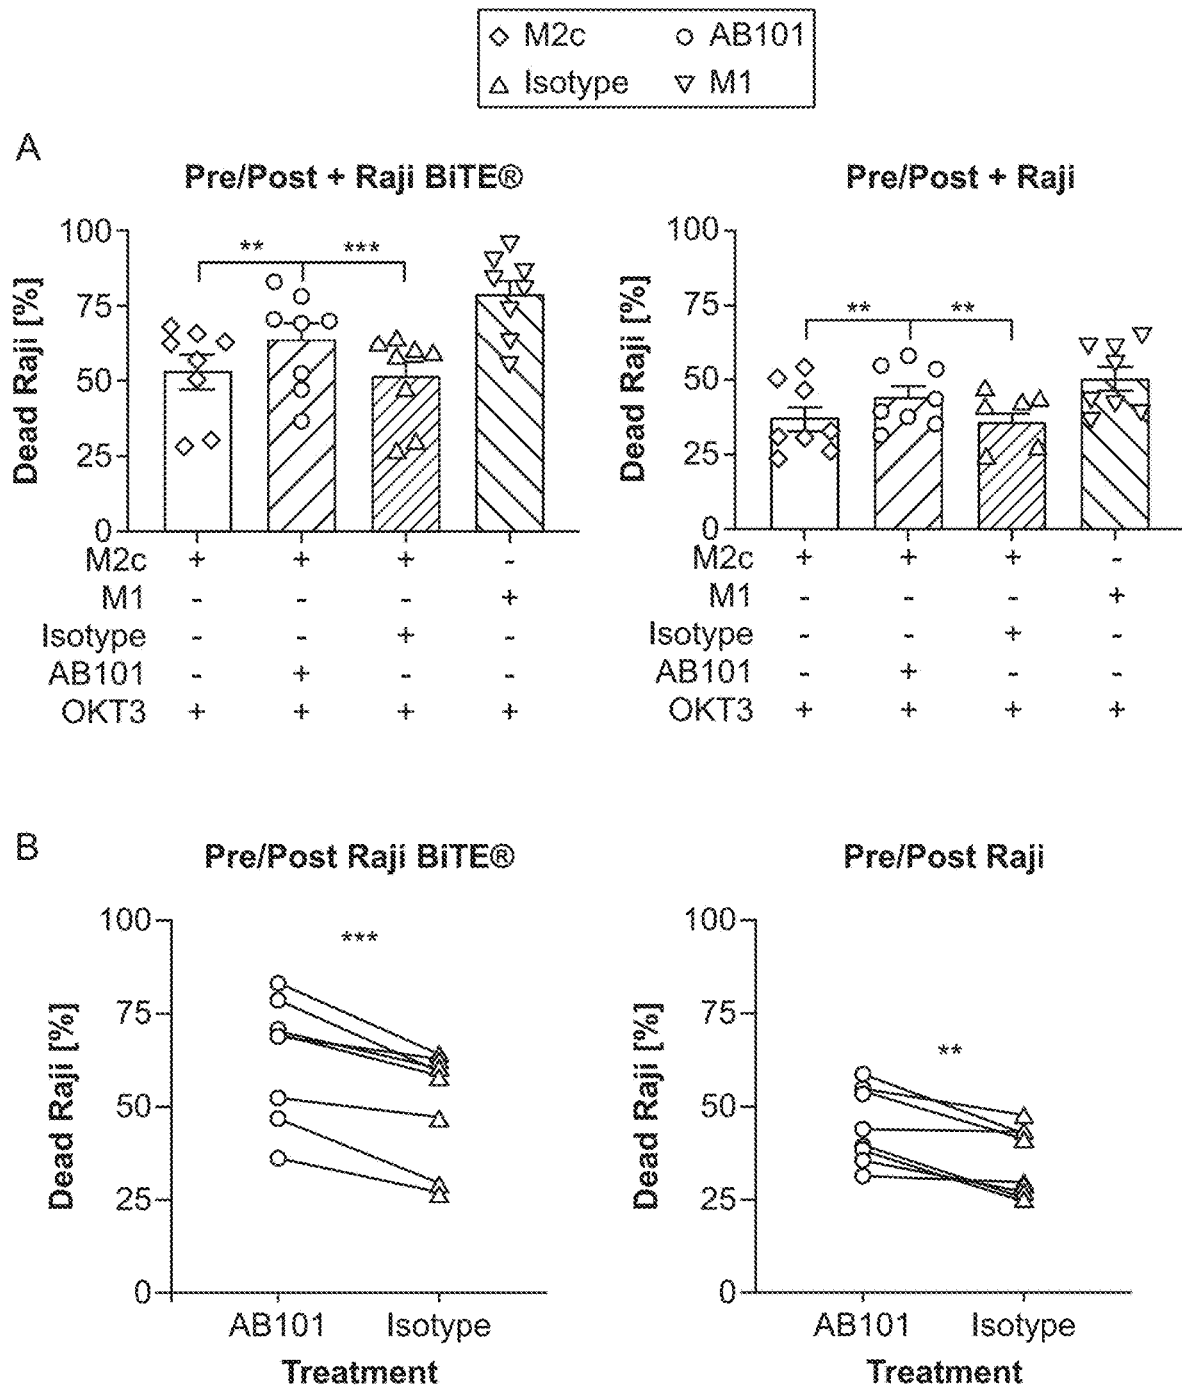 M2c AB101
Isotype M1
A
Pre/Post + Raji BiTE®
Pre/Post + Raji
Dead Raji [%]
100
75
50
25
0
** ***
M2c + + + -
M1 - - - +
Isotype - - + -
AB101 - + - -
OKT3 + + + +
Dead Raji [%]
100
75
50
25
0
** **
M2c + + + -
M1 - - - +
Isotype - - + -
AB101 - + - -
OKT3 + + + +
B
Pre/Post Raji BiTE®
Pre/Post Raji
Dead Raji [%]
100
75
50
25
0
***
AB101 Isotype
Treatment
Dead Raji [%]
100
75
50
25
0
**
AB101 Isotype
Treatment